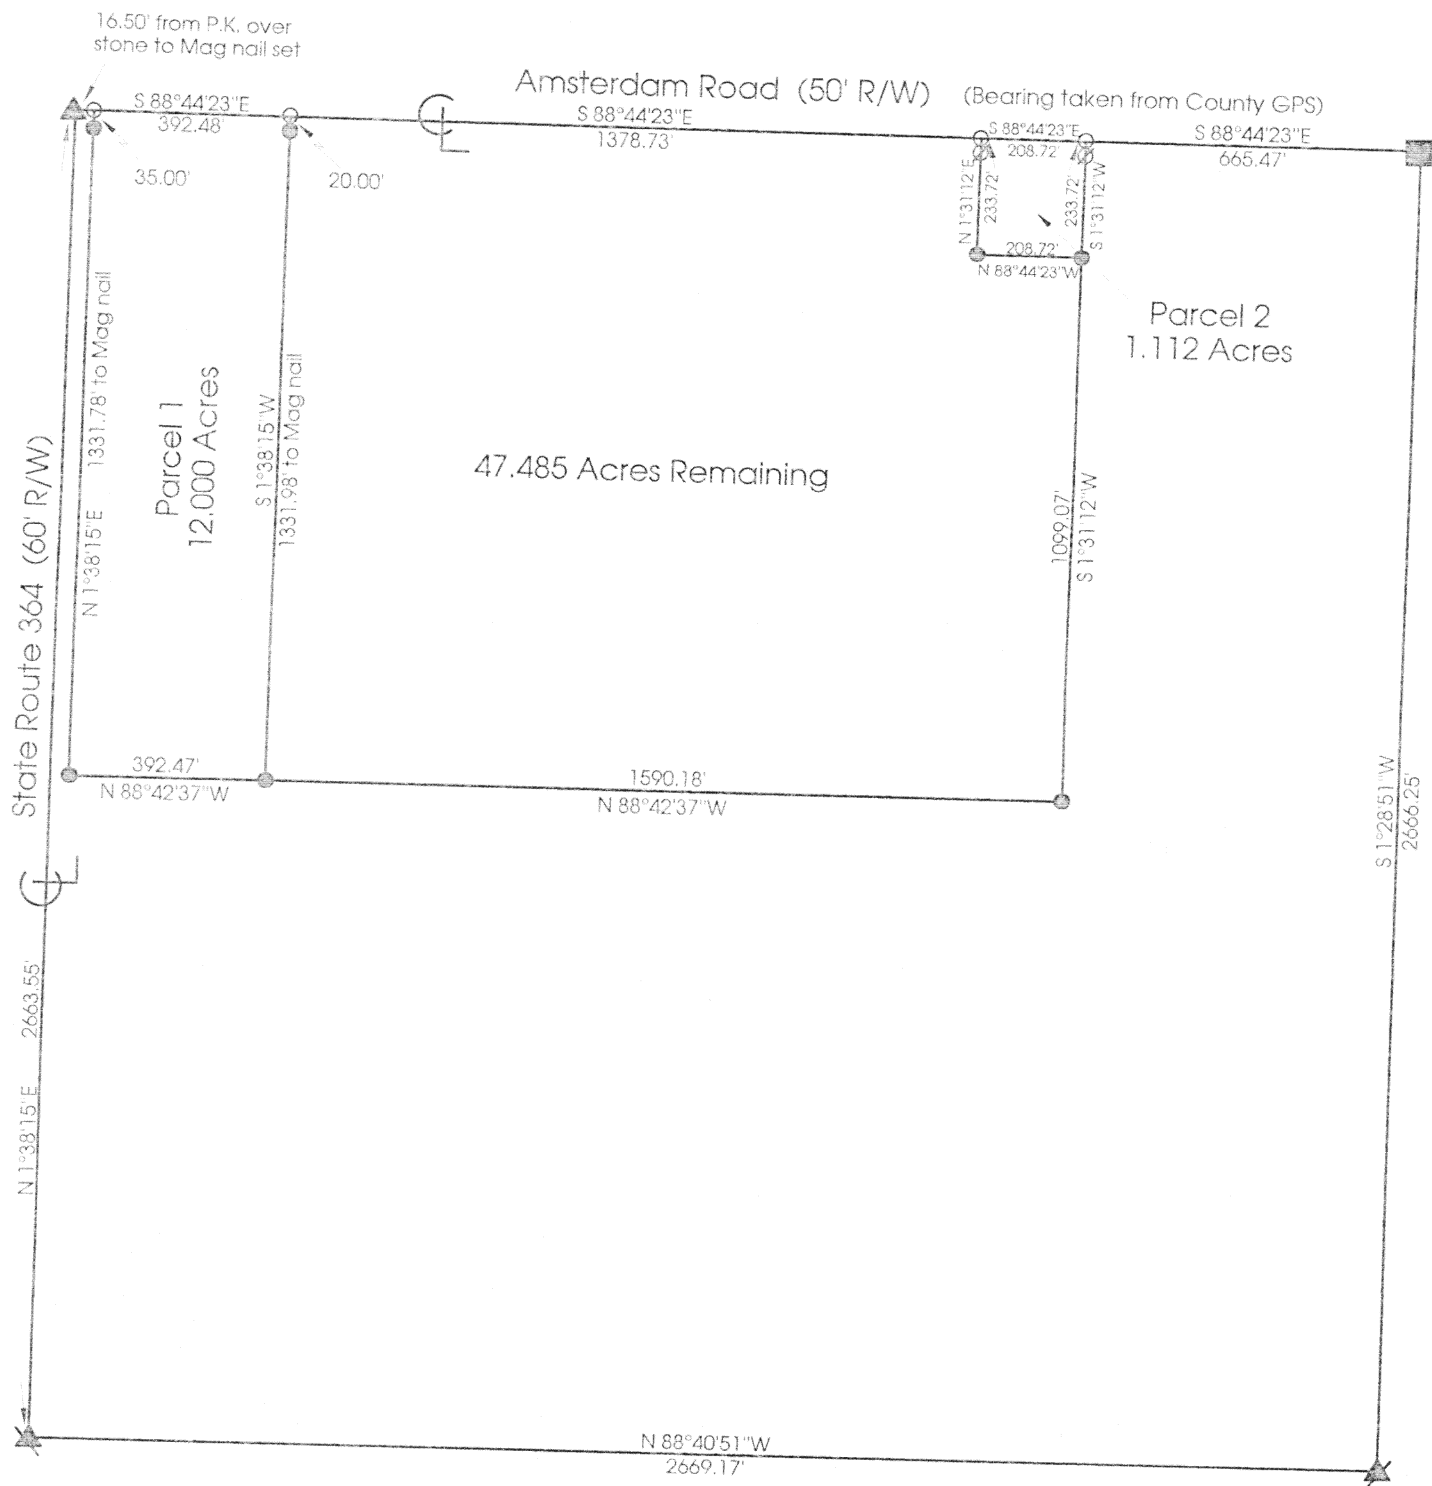 16.50' from P.K. over
stone to Mag nail set
Amsterdam Road (50' R/W)
(Bearing taken from County GPS)
S 88°44'23"E
392.48'
S 88°44'23"E
1378.73'
S 88°44'23"E
208.72'
S 88°44'23"E
665.47'
35.00'
20.00'
N 1°31'12"E
233.72'
233.72'
S 1°31'12"W
208.72'
N 88°44'23"W
Parcel 2
1.112 Acres
N 1°38'15"E 1331.78' to Mag nail
Parcel 1
12.000 Acres
S 1°38'15"W
1331.98' to Mag nail
47.485 Acres Remaining
1099.07'
S 1°31'12"W
State Route 364 (60' R/W)
392.47'
N 88°42'37"W
1590.18'
N 88°42'37"W
S 1°28'51"W
2666.25'
CL
CL
N 1°38'15"E 2663.55'
N 88°40'51"W
2669.17'